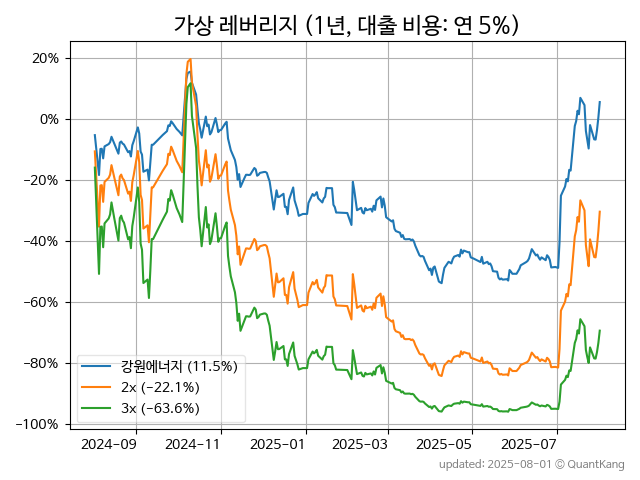 가상 레버리지 (1년, 대출 비용: 연 5%)
20%
0%
−20%
−40%
−60%
−80%
−100%
강원에너지 (11.5%)
2x (−22.1%)
3x (−63.6%)
2024-09 2024-11 2025-01 2025-03 2025-05 2025-07
updated: 2025-08-01 © QuantKang